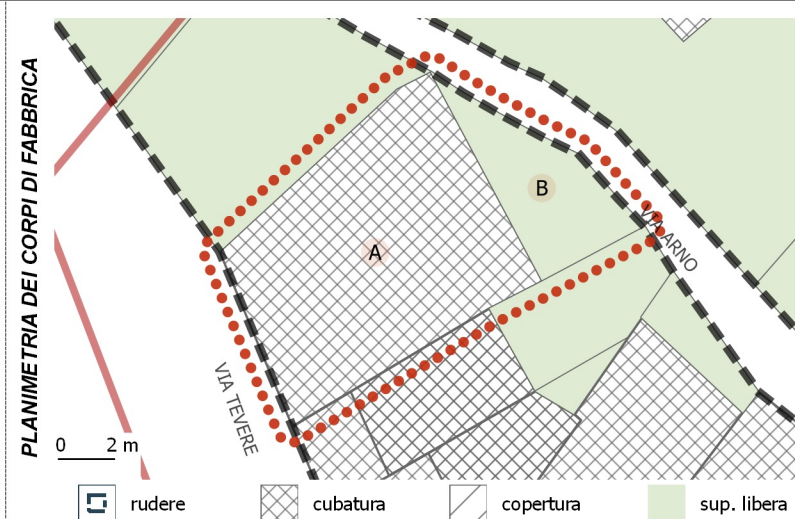 PLANIMETRIA DEI CORPI DI FABBRICA
B
A
VIA ARNO
VIA TEVERE
0 2 m
rudere cubatura copertura sup. libera